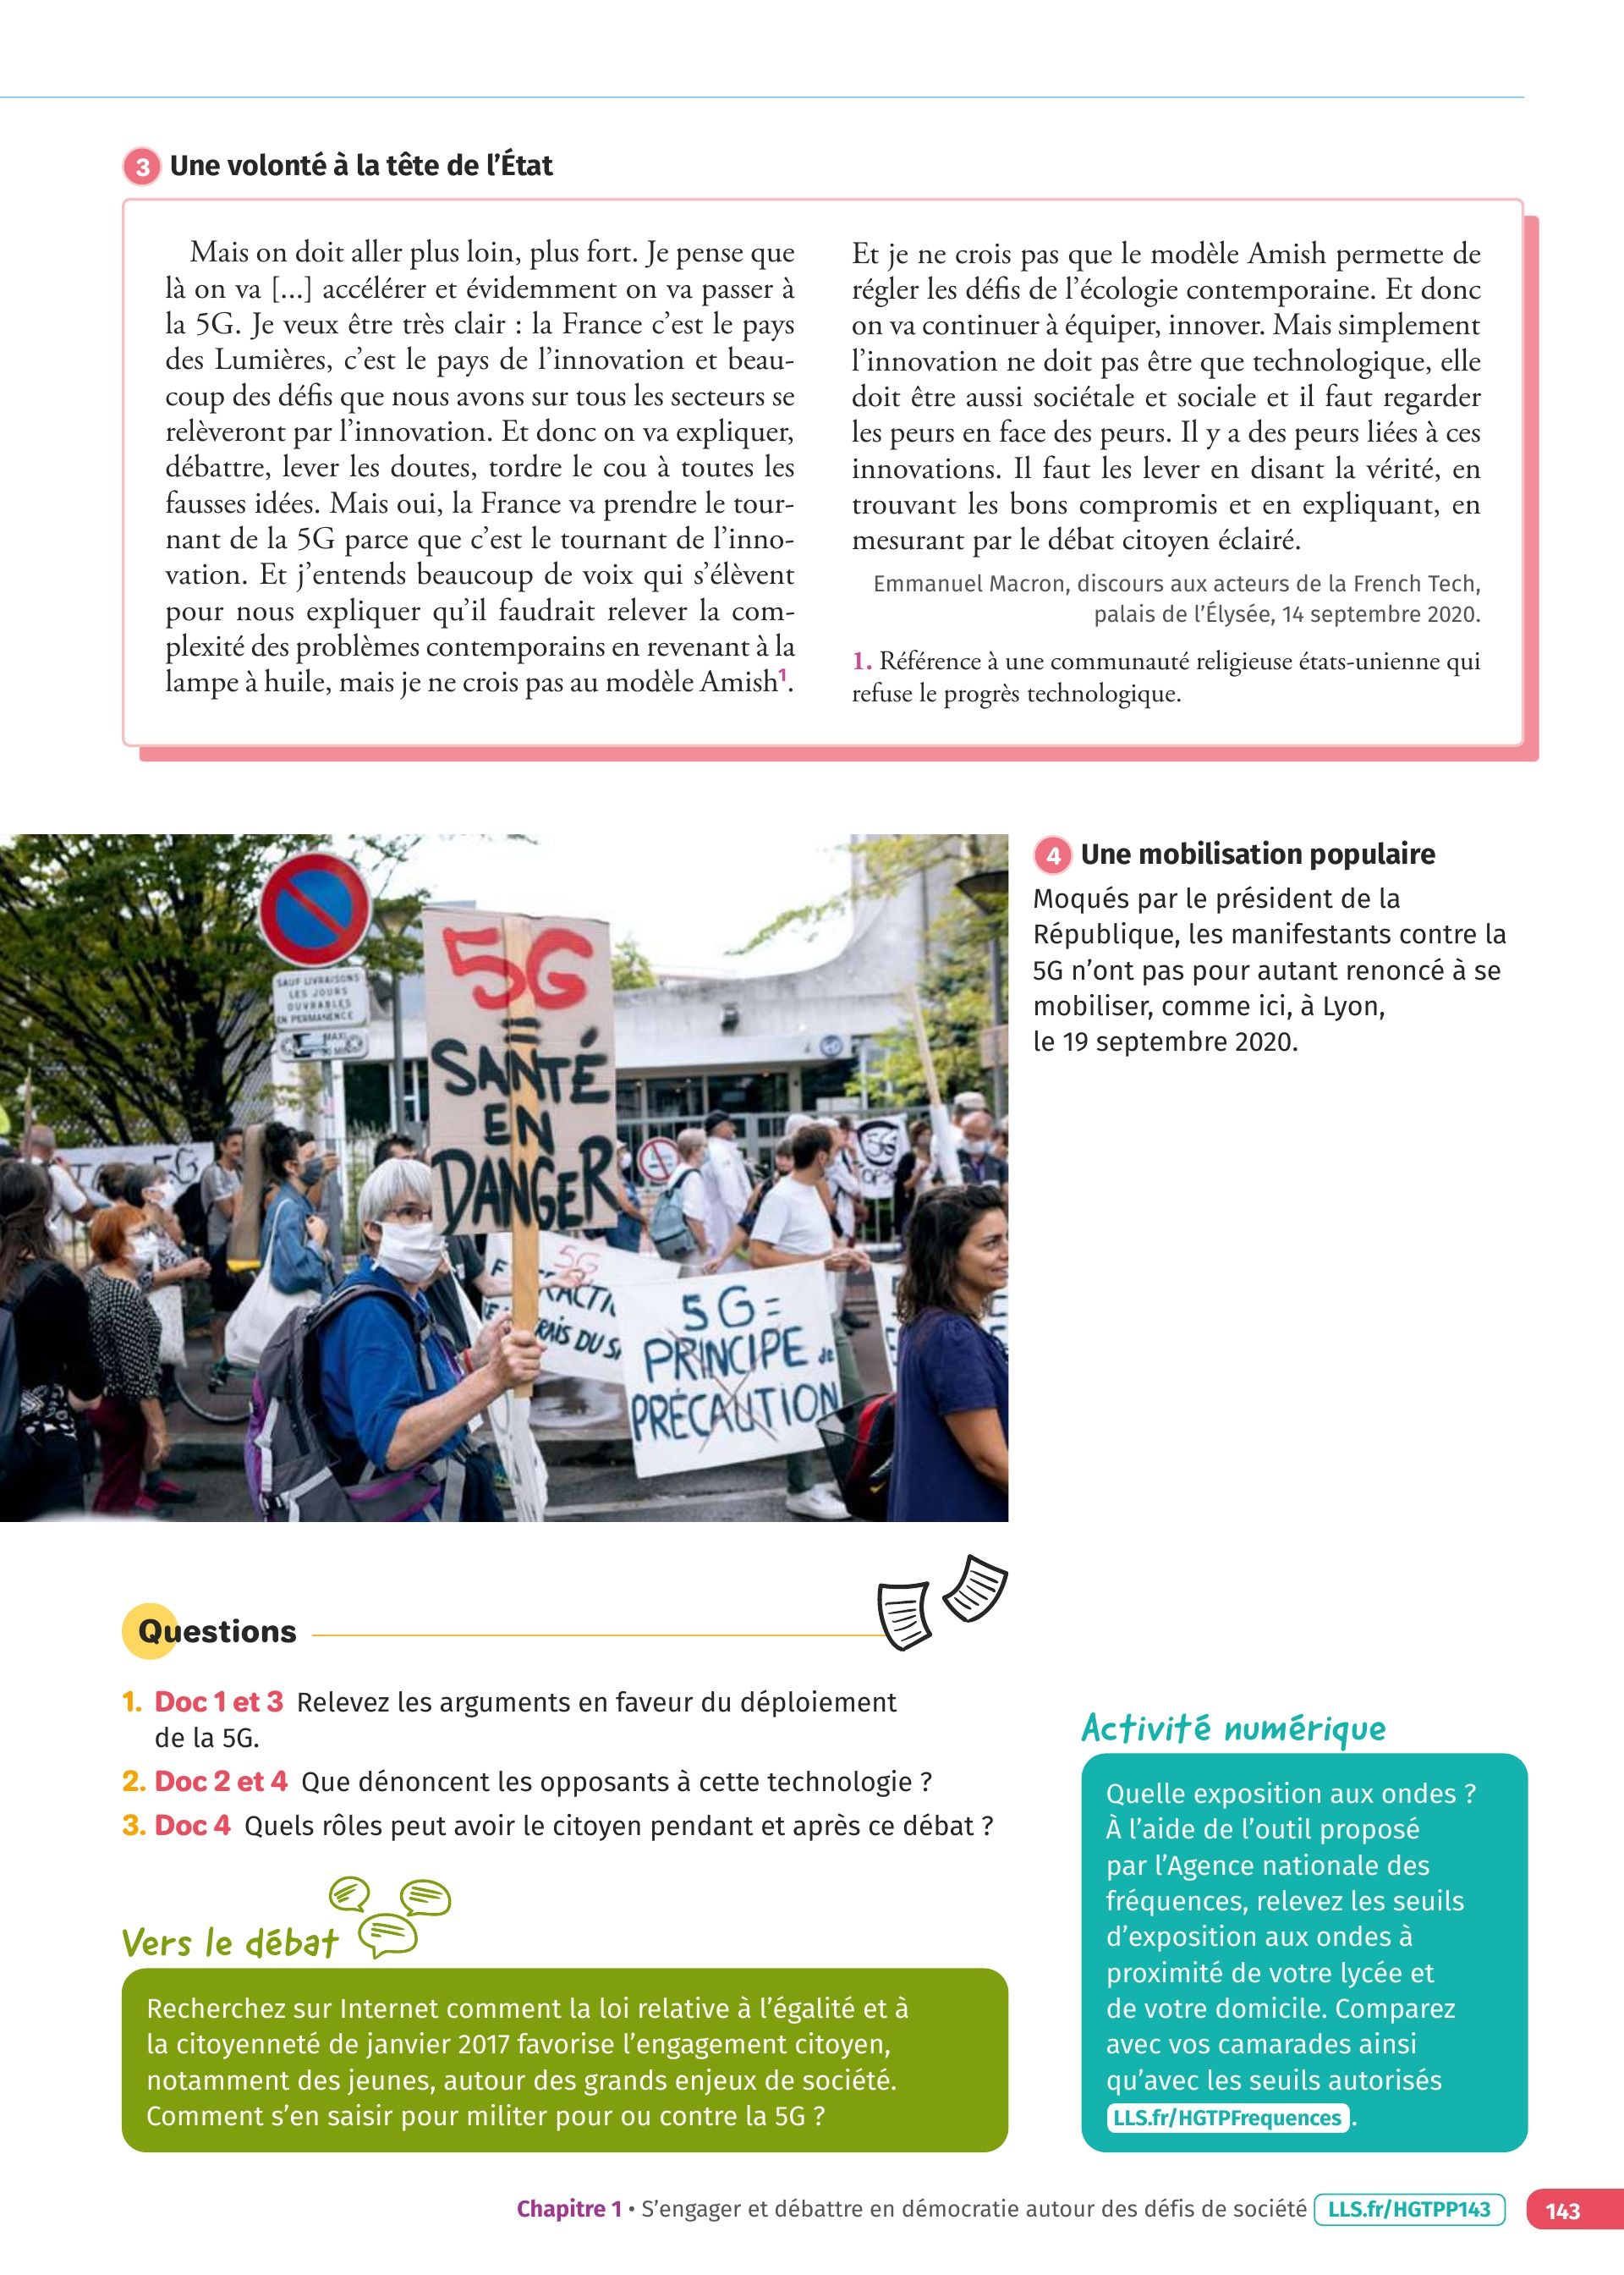 3 Une volonté à la tête de l'État
Mais on doit aller plus loin, plus fort. Je pense que
là on va [...] accélérer et évidemment on va passer à
la 5G. Je veux être très clair : la France c'est le pays
des Lumières, c'est le pays de l'innovation et beau-
coup des défis que nous avons sur tous les secteurs se
relèveront par l'innovation. Et donc on va expliquer,
débattre, lever les doutes, tordre le cou à toutes les
fausses idées. Mais oui, la France va prendre le tour-
nant de la 5G parce que c'est le tournant de l'inno-
vation. Et j'entends beaucoup de voix qui s'élèvent
pour nous expliquer qu'il faudrait relever la com-
plexité des problèmes contemporains en revenant à la
lampe à huile, mais je ne crois pas au modèle Amish1.
Et je ne crois pas que le modèle Amish permette de
régler les défis de l'écologie contemporaine. Et donc
on va continuer à équiper, innover. Mais simplement
l'innovation ne doit pas être que technologique, elle
doit être aussi sociétale et sociale et il faut regarder
les peurs en face des peurs. Il y a des peurs liées à ces
innovations. Il faut les lever en disant la vérité, en
trouvant les bons compromis et en expliquant, en
mesurant par le débat citoyen éclairé.
Emmanuel Macron, discours aux acteurs de la French Tech,
palais de l'Élysée, 14 septembre 2020.
1. Référence à une communauté religieuse états-unienne qui
refuse le progrès technologique.
SAUF LIVRAISONS
LES JOURS
OUVRABLES
EN PERMANENCE
MAXI
5G
=
SANTÉ
EN
DANGER
5G
5G
5G =
PRINCIPE de
PRÉCAUTION
4 Une mobilisation populaire
Moqués par le président de la
République, les manifestants contre la
5G n'ont pas pour autant renoncé à se
mobiliser, comme ici, à Lyon,
le 19 septembre 2020.
Questions
1. Doc 1 et 3 Relevez les arguments en faveur du déploiement
de la 5G.
2. Doc 2 et 4 Que dénoncent les opposants à cette technologie ?
3. Doc 4 Quels rôles peut avoir le citoyen pendant et après ce débat ?
Vers le débat
Recherchez sur Internet comment la loi relative à l'égalité et à
la citoyenneté de janvier 2017 favorise l'engagement citoyen,
notamment des jeunes, autour des grands enjeux de société.
Comment s'en saisir pour militer pour ou contre la 5G ?
Activité numérique
Quelle exposition aux ondes ?
À l'aide de l'outil proposé
par l'Agence nationale des
fréquences, relevez les seuils
d'exposition aux ondes à
proximité de votre lycée et
de votre domicile. Comparez
avec vos camarades ainsi
qu'avec les seuils autorisés
LLS.fr/HGTPFrequences .
Chapitre 1 • S'engager et débattre en démocratie autour des défis de société LLS.fr/HGTPP143 143